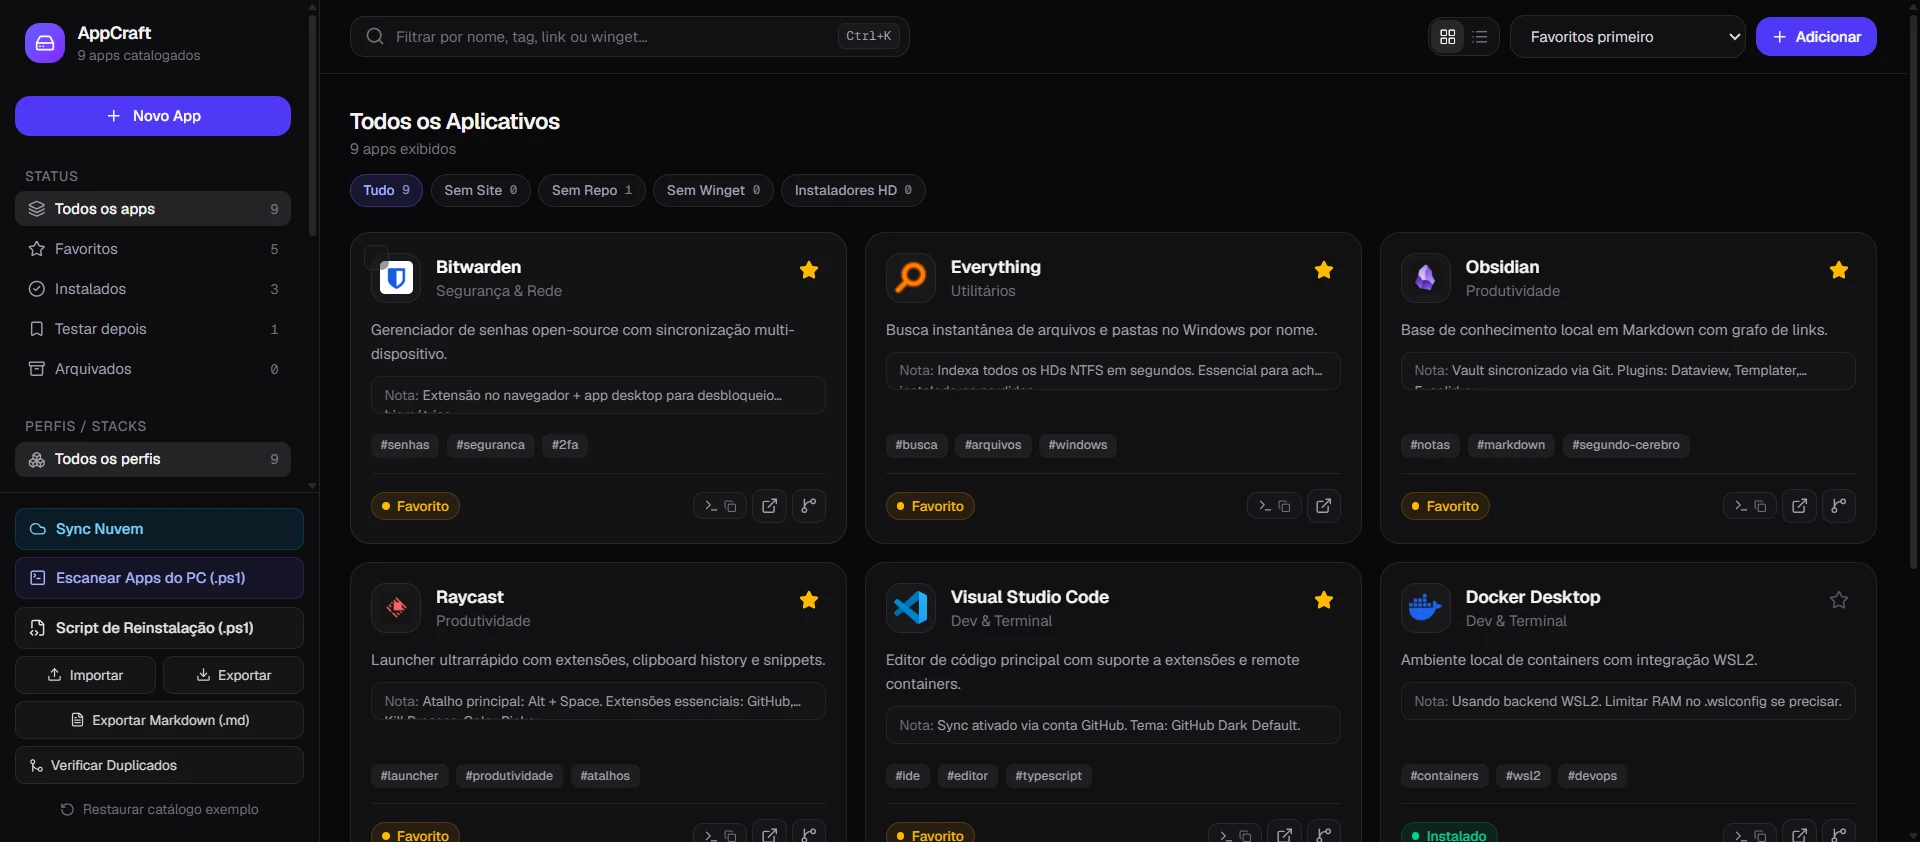 AppCraft
9 apps catalogados
Novo App
STATUS
Todos os apps 9
Favoritos 5
Instalados 3
Testar depois 1
Arquivados 0
PERFIS / STACKS
Todos os perfis 9
Sync Nuvem
Escanear Apps do PC (.ps1)
Script de Reinstalação (.ps1)
Importar
Exportar
Exportar Markdown (.md)
Verificar Duplicados
Restaurar catálogo exemplo
Filtrar por nome, tag, link ou winget...
Ctrl+K
Favoritos primeiro
Adicionar
Todos os Aplicativos
9 apps exibidos
Tudo 9
Sem Site 0
Sem Repo 1
Sem Winget 0
Instaladores HD 0
Bitwarden
Segurança & Rede
Gerenciador de senhas open-source com sincronização multi-
dispositivo.
Nota: Extensão no navegador + app desktop para desbloqueio…
#senhas #seguranca #2fa
Favorito
Everything
Utilitários
Busca instantânea de arquivos e pastas no Windows por nome.
Nota: Indexa todos os HDs NTFS em segundos. Essencial para ach…
#busca #arquivos #windows
Favorito
Obsidian
Produtividade
Base de conhecimento local em Markdown com grafo de links.
Nota: Vault sincronizado via Git. Plugins: Dataview, Templater,…
#notas #markdown #segundo-cerebro
Favorito
Raycast
Produtividade
Launcher ultrarrápido com extensões, clipboard history e snippets.
Nota: Atalho principal: Alt + Space. Extensões essenciais: GitHub,…
#launcher #produtividade #atalhos
Favorito
Visual Studio Code
Dev & Terminal
Editor de código principal com suporte a extensões e remote
containers.
Nota: Sync ativado via conta GitHub. Tema: GitHub Dark Default.
#ide #editor #typescript
Favorito
Docker Desktop
Dev & Terminal
Ambiente local de containers com integração WSL2.
Nota: Usando backend WSL2. Limitar RAM no .wslconfig se precisar.
#containers #wsl2 #devops
Instalado